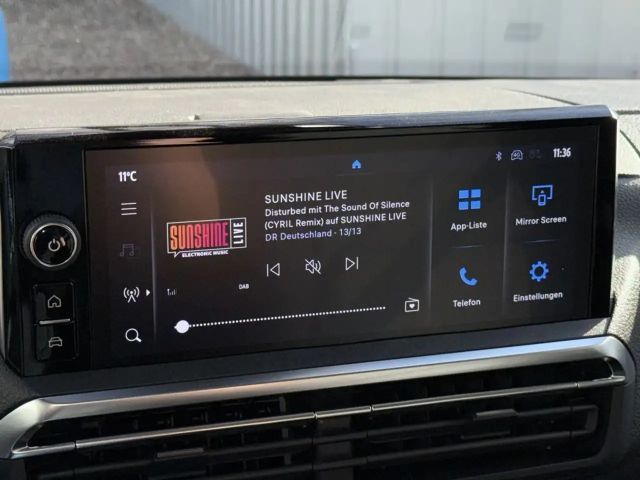 11°C
11:36
SUNSHINE LIVE
Disturbed mit The Sound Of Silence
(CYRIL Remix) auf SUNSHINE LIVE
DR Deutschland - 13/13
SUNSHINE
LIVE
ELECTRONIC MUSIC
DAB
App-Liste
Mirror Screen
Telefon
Einstellungen